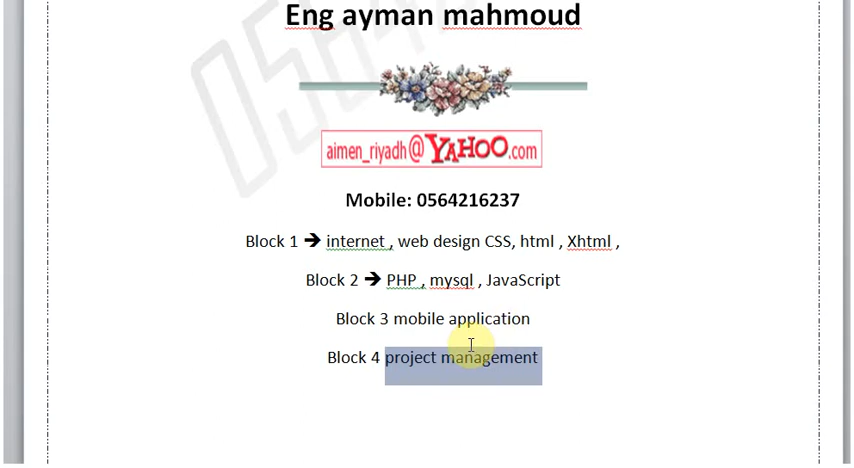 Eng ayman mahmoud
aimen_riyadh@YAHOO.com
Mobile: 0564216237
Block 1 ➔ internet , web design CSS, html , Xhtml ,
Block 2 ➔ PHP , mysql , JavaScript
Block 3 mobile application
Block 4 project management